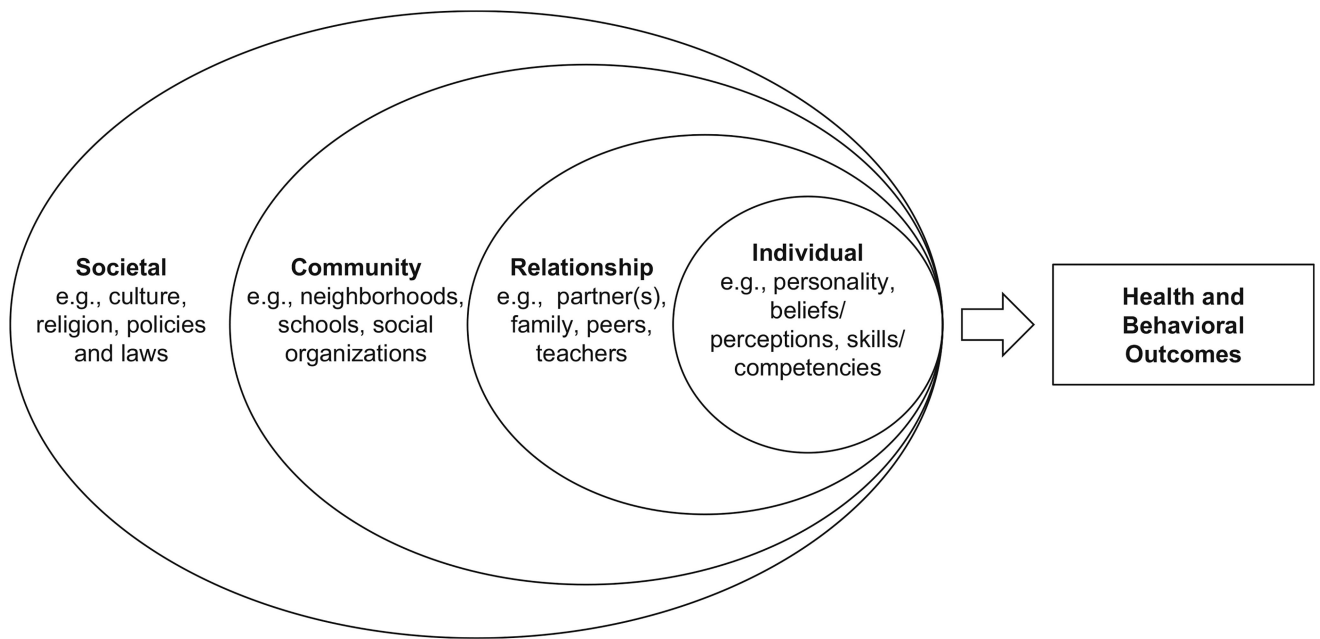 Societal
e.g., culture,
religion, policies
and laws
Community
e.g., neighborhoods,
schools, social
organizations
Relationship
e.g.,  partner(s),
family, peers,
teachers
Individual
e.g., personality,
beliefs/
perceptions, skills/
competencies
Health and
Behavioral
Outcomes